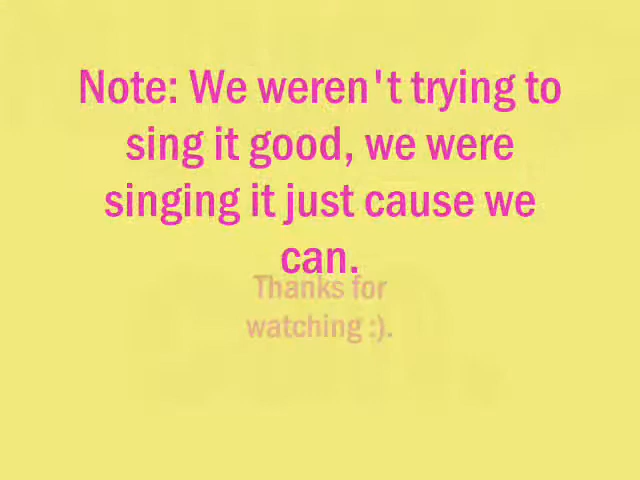 Note: We weren't trying to
sing it good, we were
singing it just cause we
can.
Thanks for
watching :).